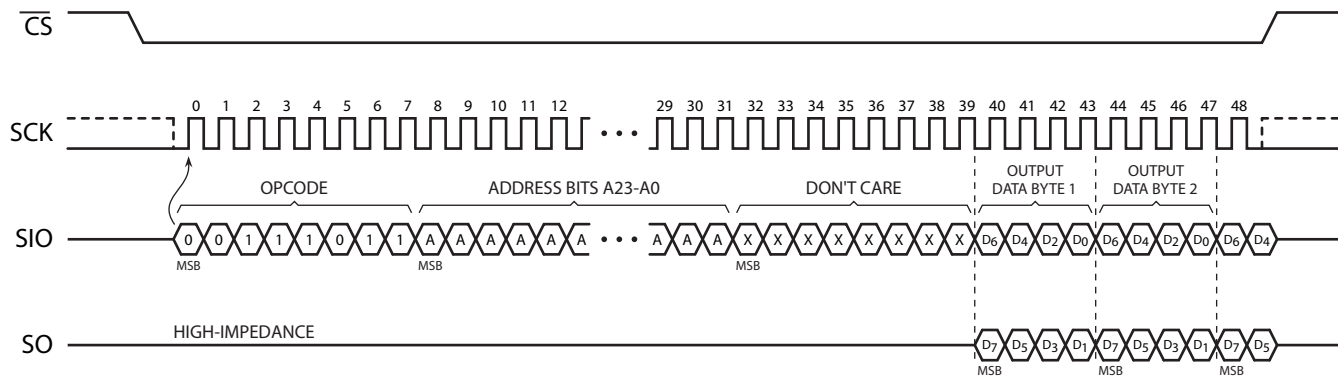 CS
SCK
0 1 2 3 4 5 6 7 8 9 10 11 12 29 30 31 32 33 34 35 36 37 38 39 40 41 42 43 44 45 46 47 48
OPCODE
ADDRESS BITS A23-A0
DON'T CARE
OUTPUT
DATA BYTE 1
OUTPUT
DATA BYTE 2
SIO
0 0 1 1 1 0 1 1 A A A A A A A A A X X X X X X X X D6 D4 D2 D0 D6 D4 D2 D0 D6 D4
MSB MSB MSB
SO
HIGH-IMPEDANCE
D7 D5 D3 D1 D7 D5 D3 D1 D7 D5
MSB MSB MSB